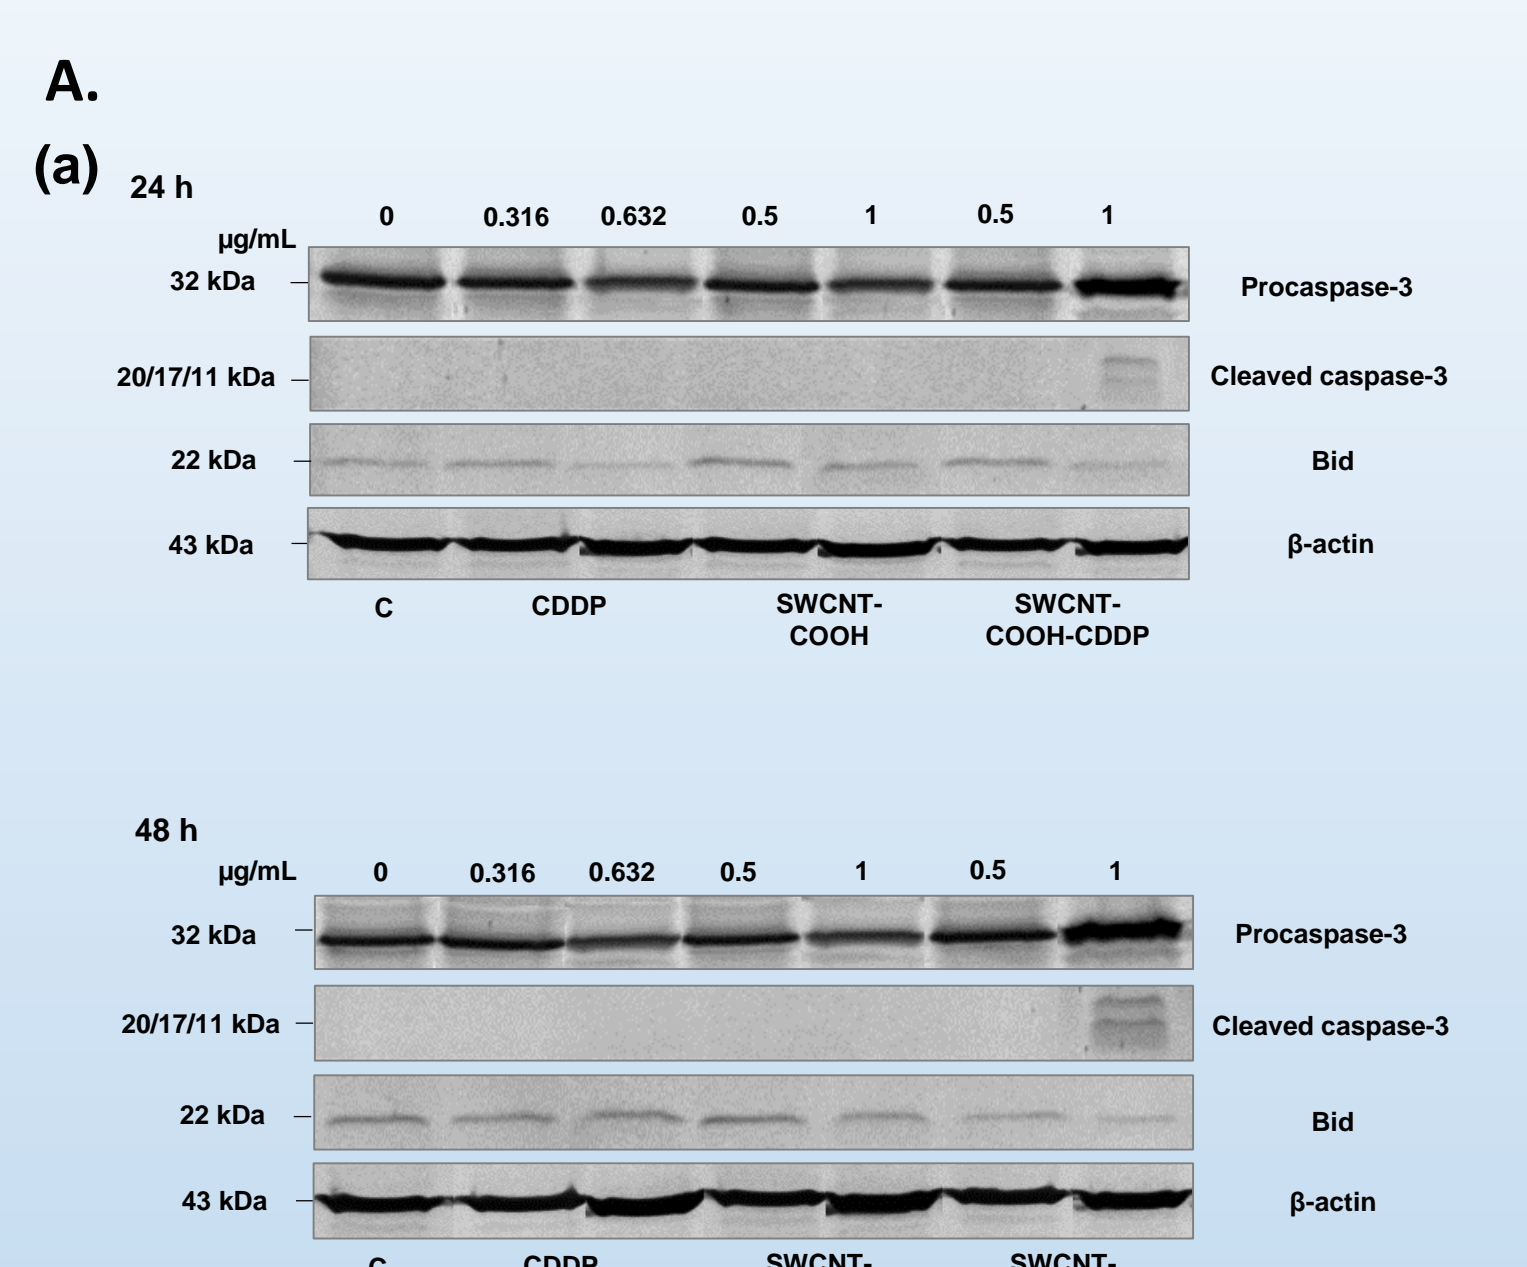 A.
(a)
24 h
µg/mL 0 0.316 0.632 0.5 1 0.5 1
32 kDa Procaspase-3
20/17/11 kDa Cleaved caspase-3
22 kDa Bid
43 kDa β-actin
C CDDP SWCNT- SWCNT-
COOH COOH-CDDP
48 h
µg/mL 0 0.316 0.632 0.5 1 0.5 1
32 kDa Procaspase-3
20/17/11 kDa Cleaved caspase-3
22 kDa Bid
43 kDa β-actin
C CDDP SWCNT- SWCNT-